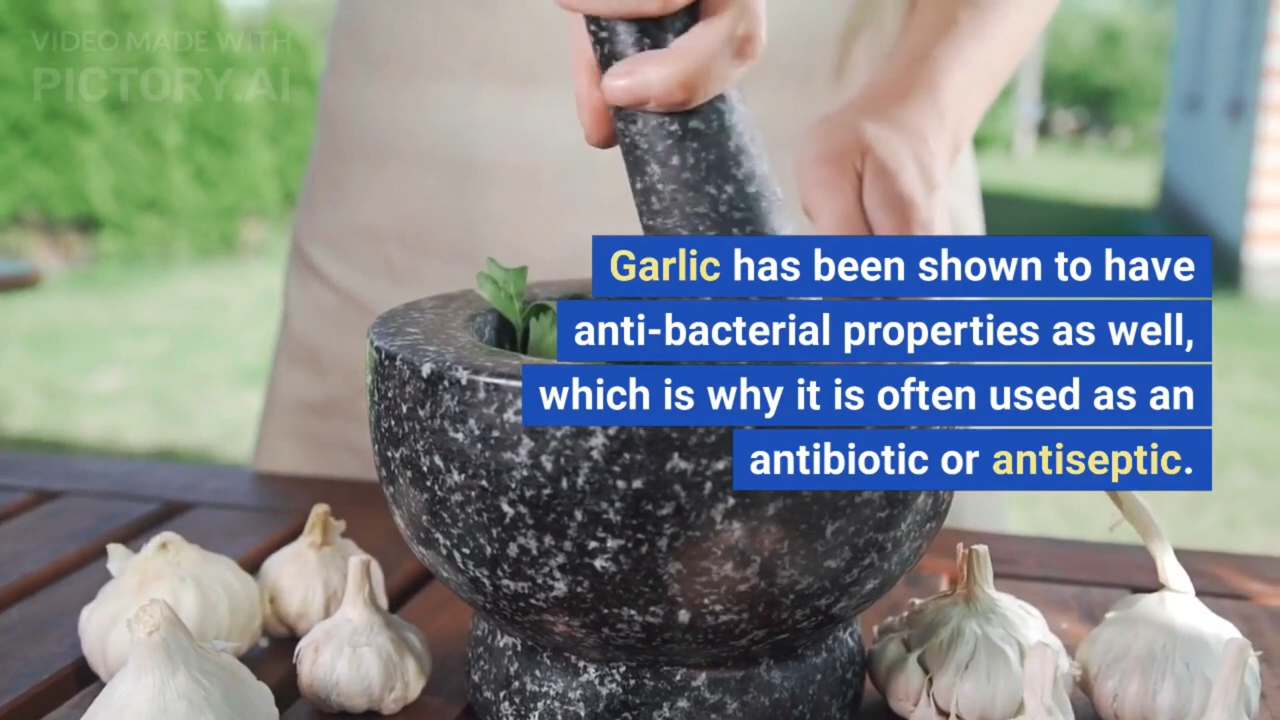 VIDEO MADE WITH
PICTORY.AI
Garlic has been shown to have
anti-bacterial properties as well,
which is why it is often used as an
antibiotic or antiseptic.